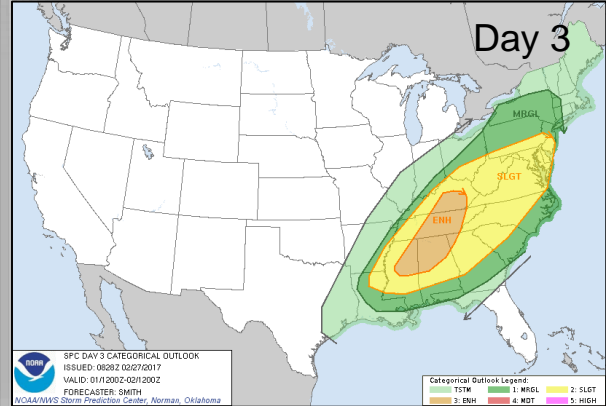 Day 3
MRGL
SLGT
ENH
NOAA
SPC DAY 3 CATEGORICAL OUTLOOK
ISSUED: 0828Z 02/27/2017
VALID: 01/1200Z-02/1200Z
FORECASTER: SMITH
NOAA/NWS Storm Prediction Center, Norman, Oklahoma
Categorical Outlook Legend:
TSTM 1: MRGL 2: SLGT
3: ENH 4: MDT 5: HIGH